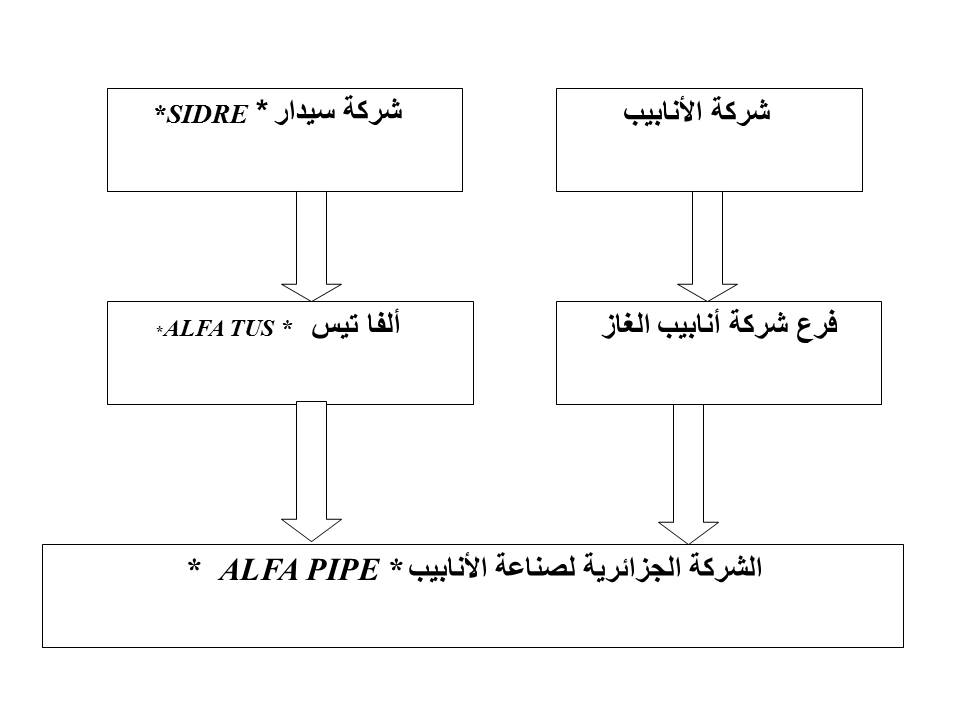 شركة الأنابيب
شركة سيدار * SIDRE*
فرع شركة أنابيب الغاز
ألفا تيس * ALFA TUS*
الشركة الجزائرية لصناعة الأنابيب * ALFA PIPE *